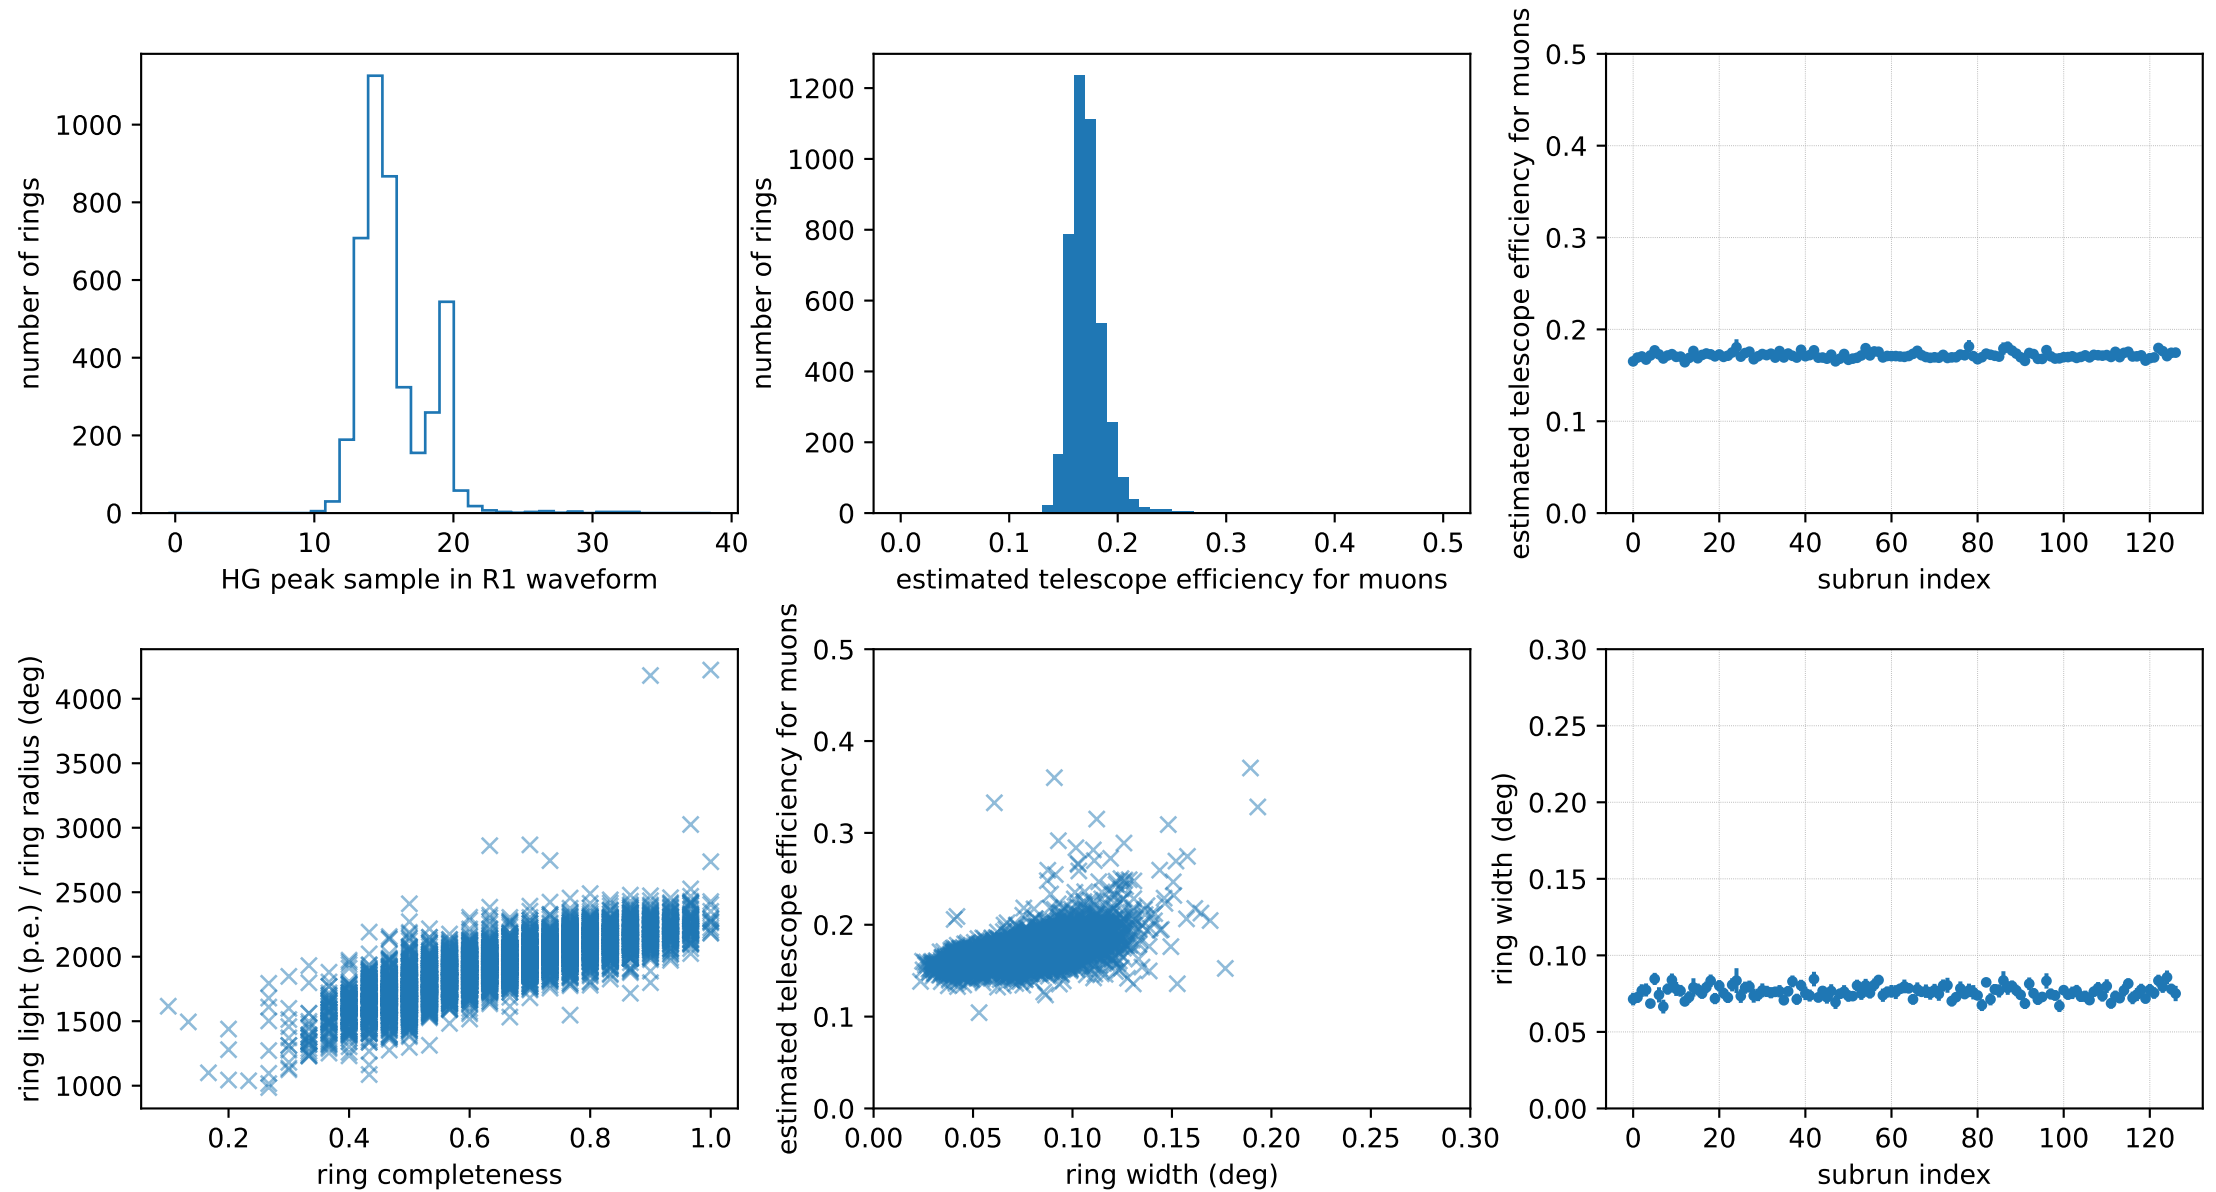 1000
800
600
400
200
0
number of rings
0 10 20 30 40
HG peak sample in R1 waveform
1200
1000
800
600
400
200
0
number of rings
0.0 0.1 0.2 0.3 0.4 0.5
estimated telescope efficiency for muons
0.5
0.4
0.3
0.2
0.1
0.0
estimated telescope efficiency for muons
0 20 40 60 80 100 120
subrun index
4000
3500
3000
2500
2000
1500
1000
ring light (p.e.) / ring radius (deg)
0.2 0.4 0.6 0.8 1.0
ring completeness
0.5
0.4
0.3
0.2
0.1
0.0
estimated telescope efficiency for muons
0.00 0.05 0.10 0.15 0.20 0.25 0.30
ring width (deg)
0.30
0.25
0.20
0.15
0.10
0.05
0.00
ring width (deg)
0 20 40 60 80 100 120
subrun index